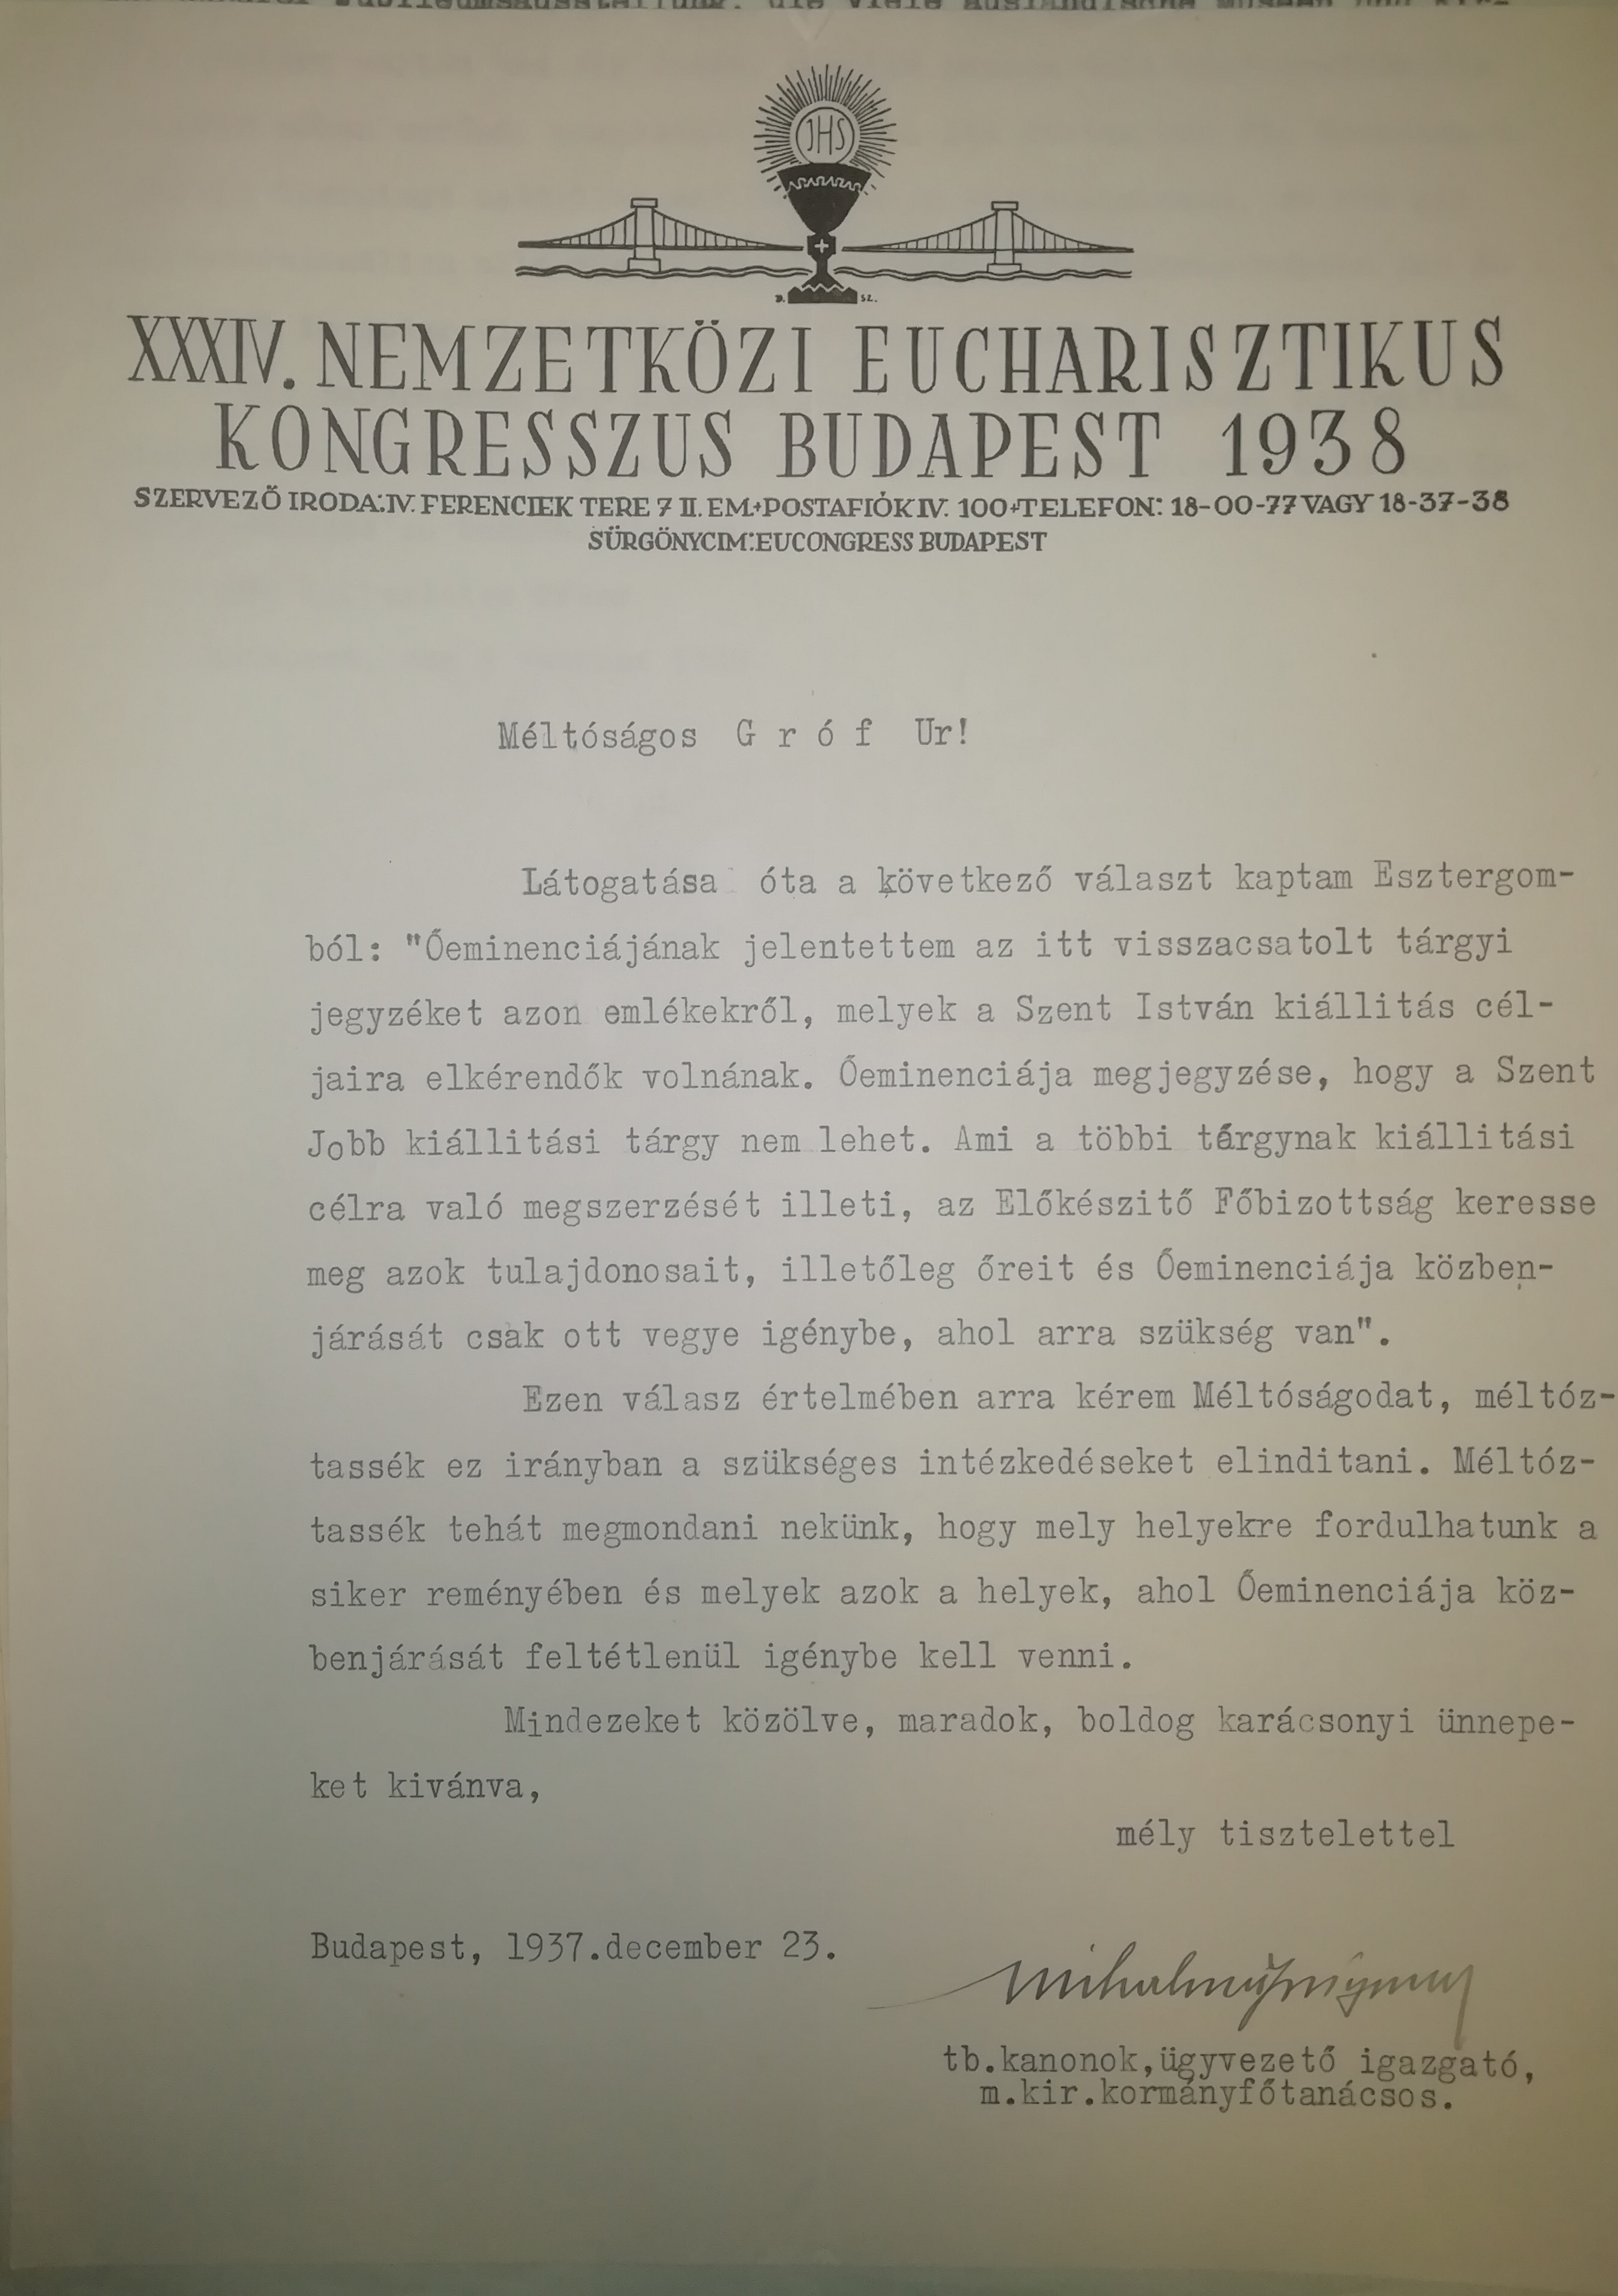 JHS
D. SZ.
XXXIV. NEMZETKÖZI EUCHARISZTIKUS
KONGRESSZUS BUDAPEST 1938
SZERVEZŐ IRODA: IV. FERENCIEK TERE 7 II. EM.+POSTAFIÓK IV. 100+TELEFON: 18-00-77 VAGY 18-37-38
SÜRGÖNYCIM: EUCONGRESS BUDAPEST
Méltóságos G r ó f Ur!
Látogatása óta a következő választ kaptam Esztergom-
ból: "Őeminenciájának jelentettem az itt visszacsatolt tárgyi
jegyzéket azon emlékekről, melyek a Szent István kiállitás cél-
jaira elkérendők volnának. Őeminenciája megjegyzése, hogy a Szent
Jobb kiállitási tárgy nem lehet. Ami a többi tárgynak kiállitási
célra való megszerzését illeti, az Előkészitő Főbizottság keresse
meg azok tulajdonosait, illetőleg őreit és Őeminenciája közben-
járását csak ott vegye igénybe, ahol arra szükség van".
Ezen válasz értelmében arra kérem Méltóságodat, méltóz-
tassék ez irányban a szükséges intézkedéseket elinditani. Méltóz-
tassék tehát megmondani nekünk, hogy mely helyekre fordulhatunk a
siker reményében és melyek azok a helyek, ahol Őeminenciája köz-
benjárását feltétlenül igénybe kell venni.
Mindezeket közölve, maradok, boldog karácsonyi ünnepe-
ket kivánva,
mély tisztelettel
Budapest, 1937.december 23.
tb.kanonok,ügyvezető igazgató,
m.kir.kormányfőtanácsos.